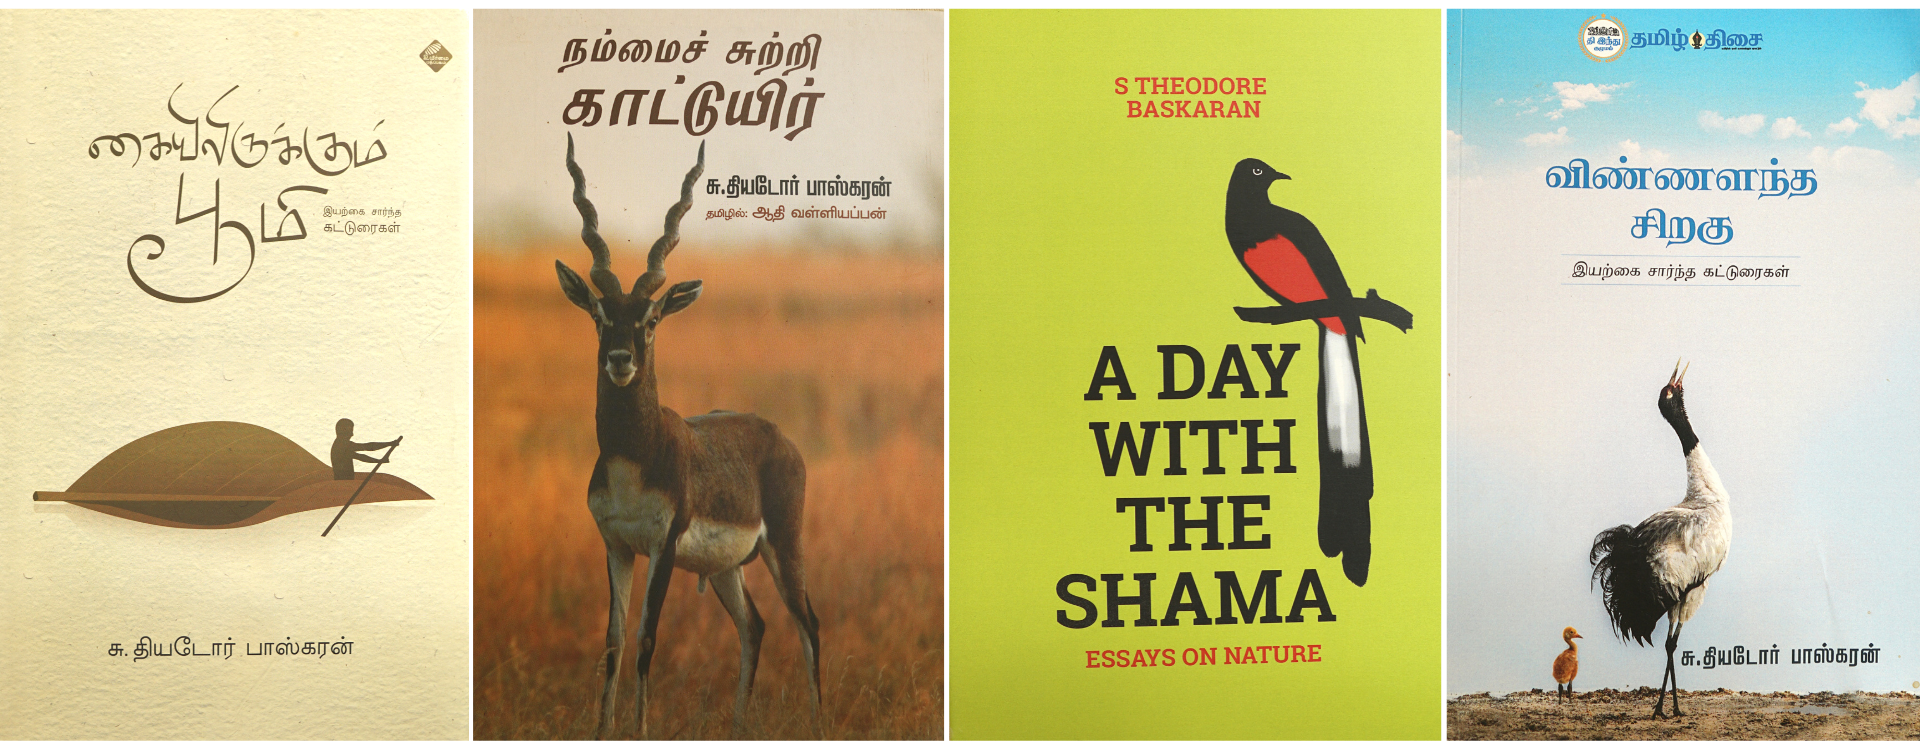 கையிலிருக்கும்
பூமி
இயற்கை சார்ந்த
கட்டுரைகள்
சு. தியடோர் பாஸ்கரன்
நம்மைச் சுற்றி
காட்டுயிர்
சு.தியடோர் பாஸ்கரன்
தமிழில்: ஆதி வள்ளியப்பன்
S THEODORE
BASKARAN
A DAY
WITH
THE
SHAMA
ESSAYS ON NATURE
தமிழ் திசை
விண்ணளந்த
சிறகு
இயற்கை சார்ந்த கட்டுரைகள்
சு.தியடோர் பாஸ்கரன்